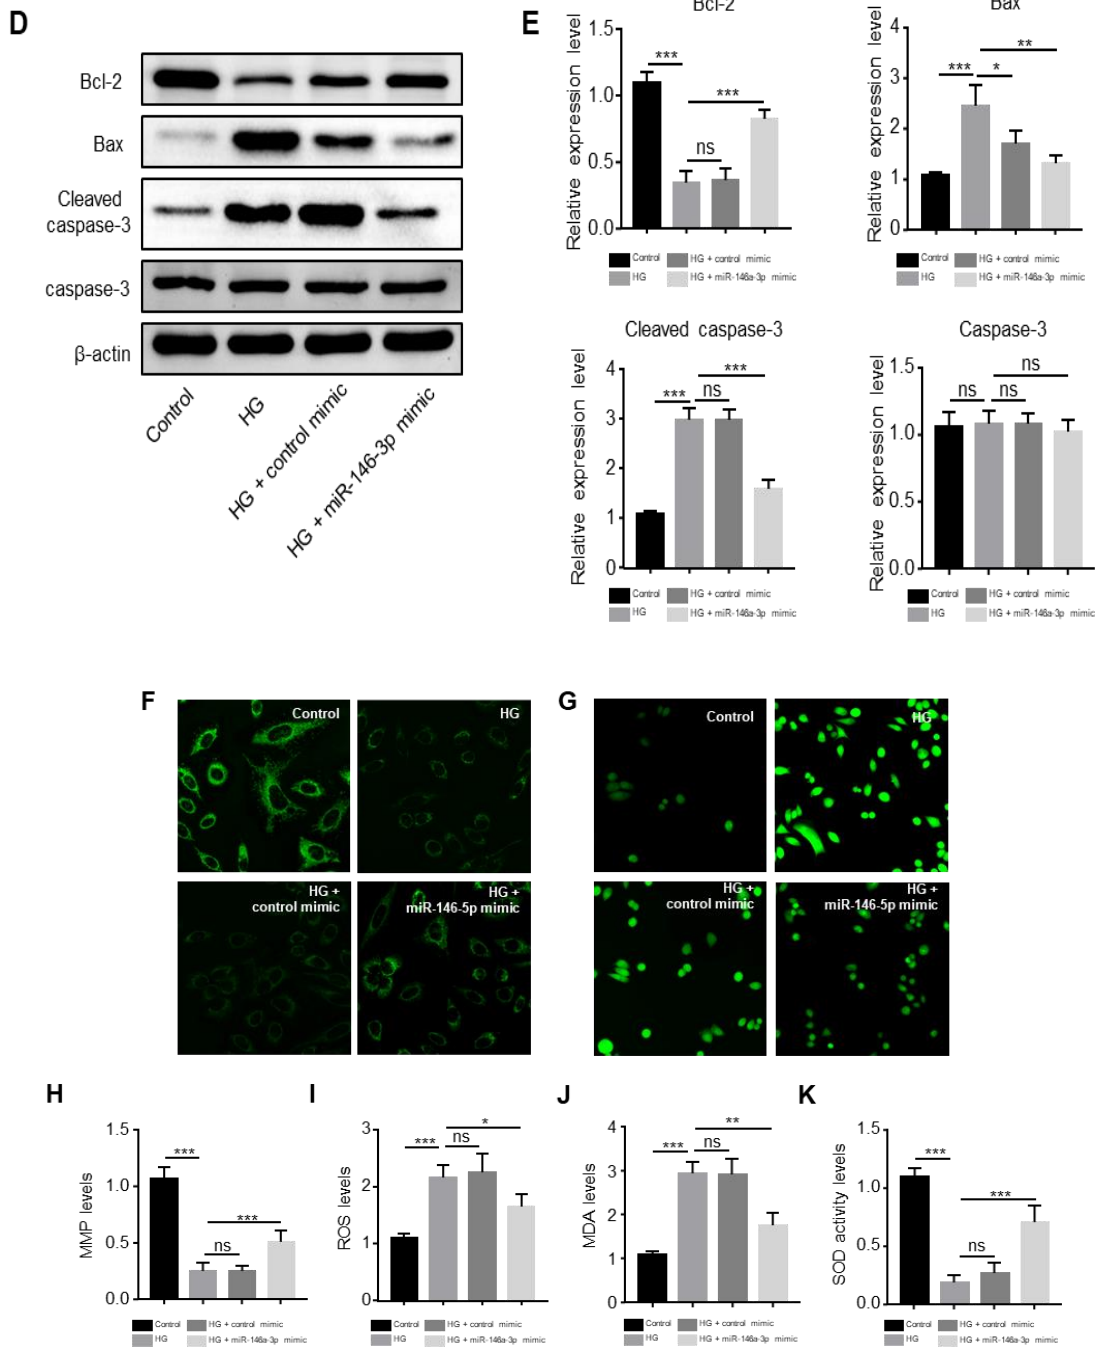 D
Bcl-2
Bax
Cleaved
caspase-3
caspase-3
β-actin
Control
HG
HG + control mimic
HG + miR-146-3p mimic
E
Bcl-2
Relative expression level
1.5
1.0
0.5
0.0
***
***
ns
Control
HG + control mimic
HG
HG + miR-146a-3p mimic
Bax
Relative expression level
4
3
2
1
0
**
***
*
Control
HG + control mimic
HG
HG + miR-146a-3p mimic
Cleaved caspase-3
Relative expression level
4
3
2
1
0
***
***
ns
Control
HG + control mimic
HG
HG + miR-146a-3p mimic
Caspase-3
Relative expression level
1.5
1.0
0.5
0.0
ns
ns
ns
Control
HG + control mimic
HG
HG + miR-146a-3p mimic
F
Control
HG
HG +
control mimic
HG +
miR-146-5p mimic
G
Control
HG
HG +
control mimic
HG +
miR-146-5p mimic
H
MMP levels
1.5
1.0
0.5
0.0
***
***
ns
Control
HG + control mimic
HG
HG + miR-146a-3p mimic
I
ROS levels
3
2
1
0
*
***
ns
Control
HG + control mimic
HG
HG + miR-146a-3p mimic
J
MDA levels
4
3
2
1
0
**
***
ns
Control
HG + control mimic
HG
HG + miR-146a-3p mimic
K
SOD activity levels
1.5
1.0
0.5
0.0
***
***
ns
Control
HG + control mimic
HG
HG + miR-146a-3p mimic